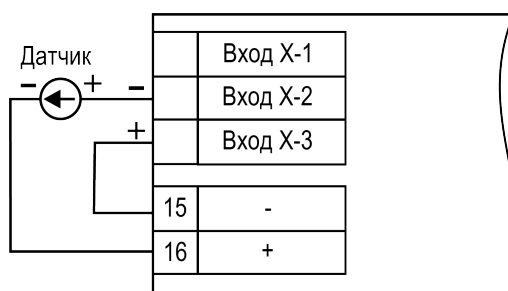 Датчик
Вход X-1
- + - Вход X-2
+ Вход X-3
15 -
16 +